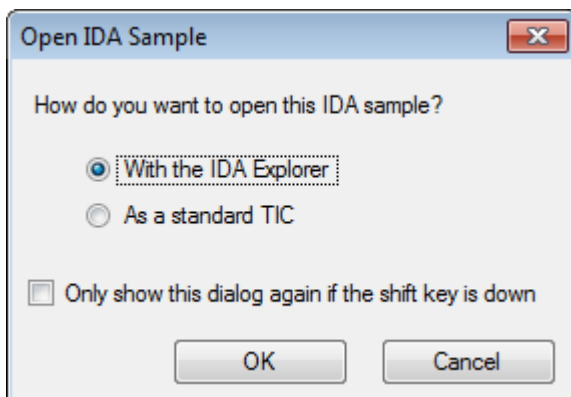 Open IDA Sample
How do you want to open this IDA sample?
With the IDA Explorer
As a standard TIC
Only show this dialog again if the shift key is down
OK Cancel